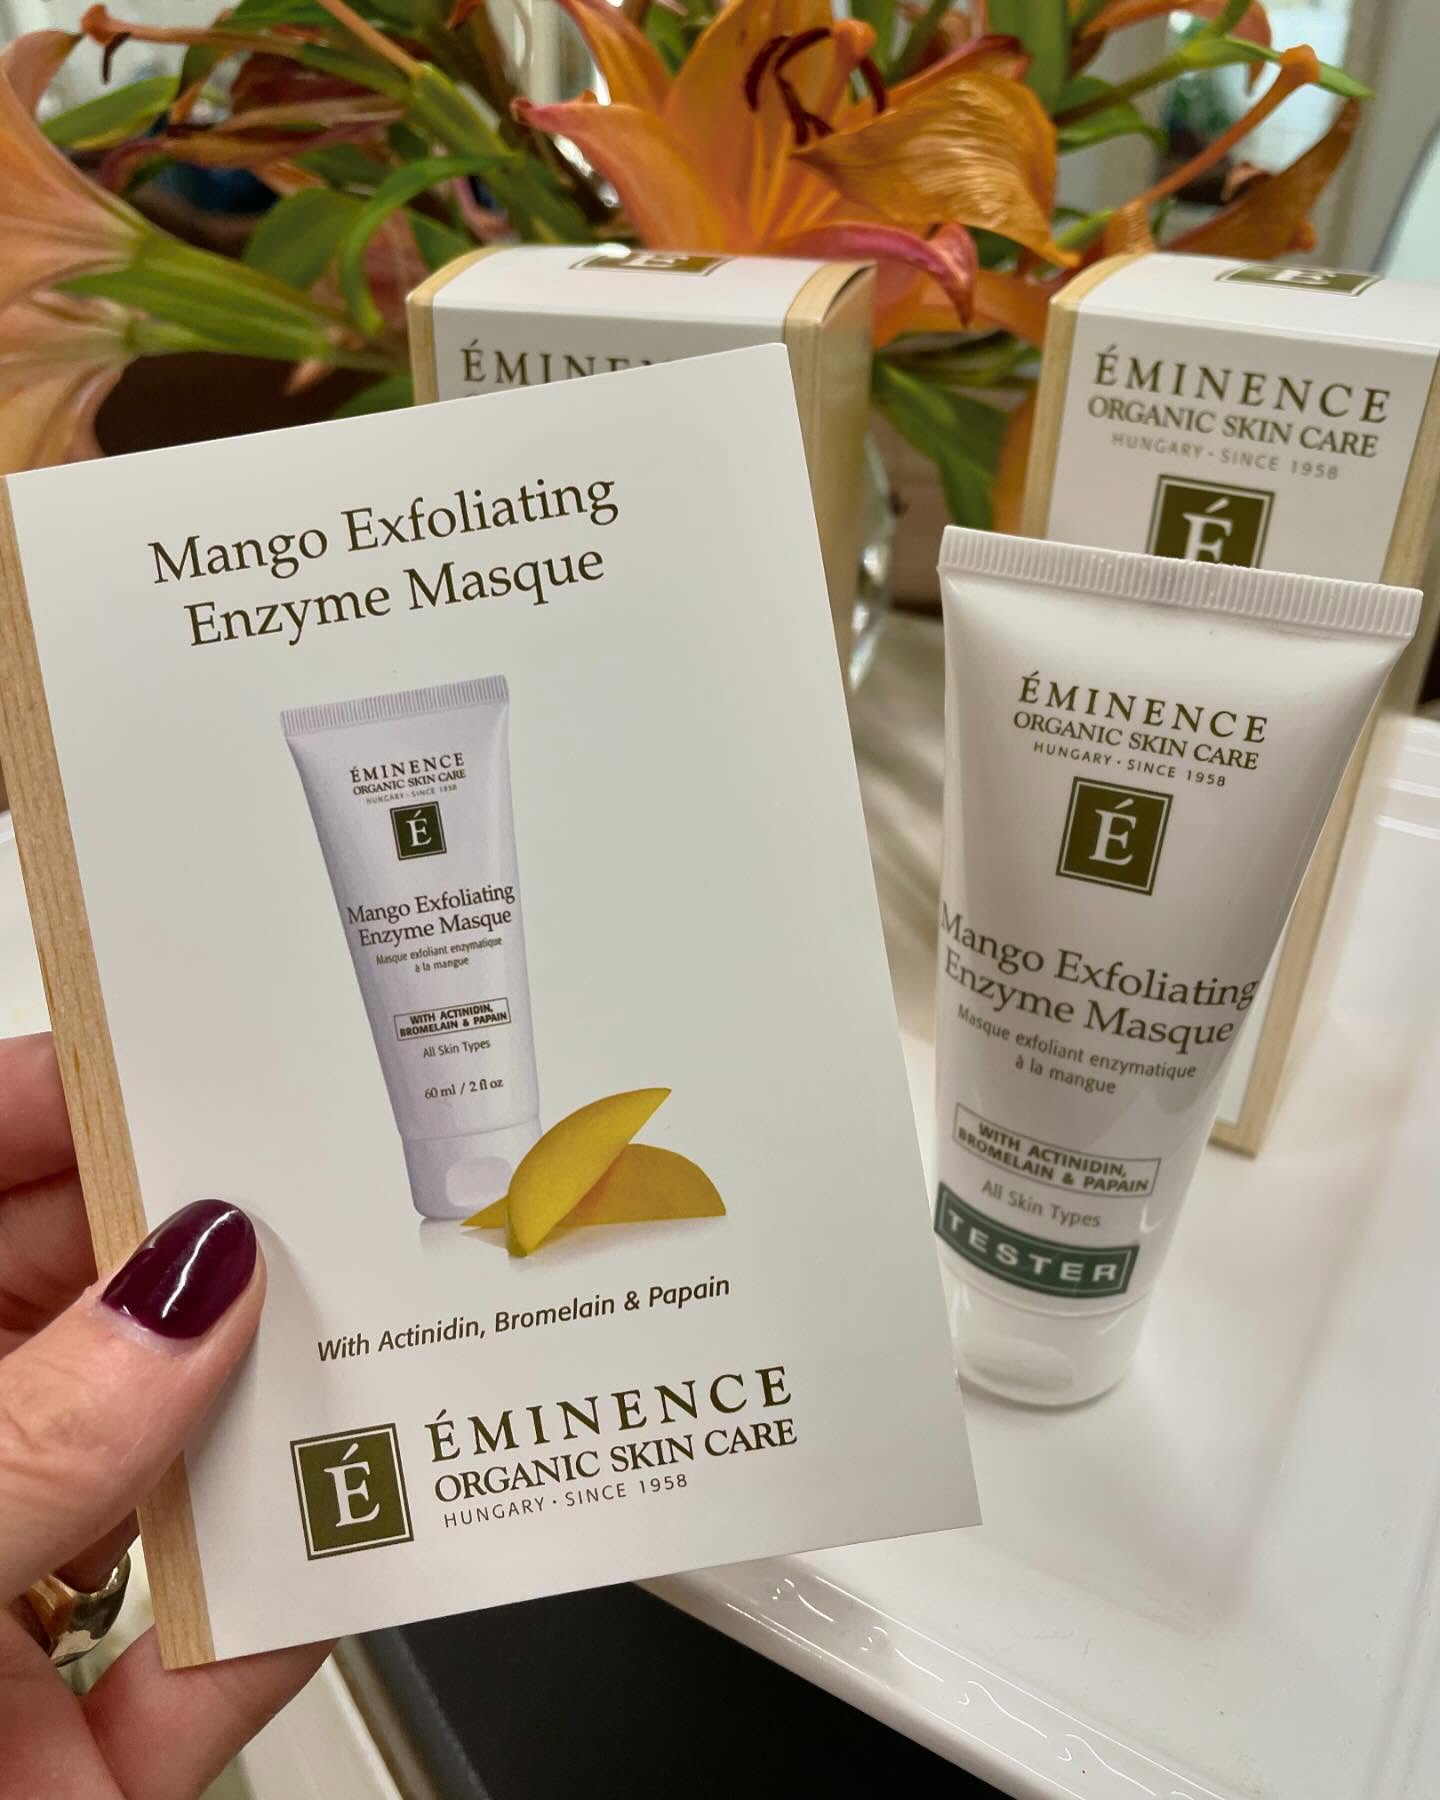 Mango Exfoliating
Enzyme Masque
ÉMINENCE
ORGANIC SKIN CARE
HUNGARY · SINCE 1958
É
Mango Exfoliating
Enzyme Masque
Masque exfoliant enzymatique
à la mangue
WITH ACTINIDIN,
BROMELAIN & PAPAIN
All Skin Types
60 ml / 2 fl oz
With Actinidin, Bromelain & Papain
É
ÉMINENCE
ORGANIC SKIN CARE
HUNGARY · SINCE 1958
É
É
ÉMINENCE
ORGANIC SKIN CARE
HUNGARY · SINCE 1958
É
ÉMINENCE
ORGANIC SKIN CARE
HUNGARY · SINCE 1958
É
Mango Exfoliating
Enzyme Masque
Masque exfoliant enzymatique
à la mangue
WITH ACTINIDIN,
BROMELAIN & PAPAIN
All Skin Types
TESTER